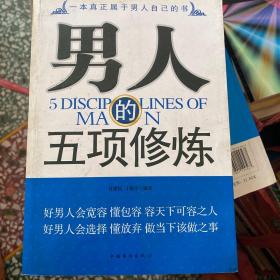 一本真正属于男人自己的书
男人
5 DISCIPLINES OF
MAN
的
五项修炼
好男人会宽容 懂包容 容天下可容之人
好男人会选择 懂放弃 做当下该做之事